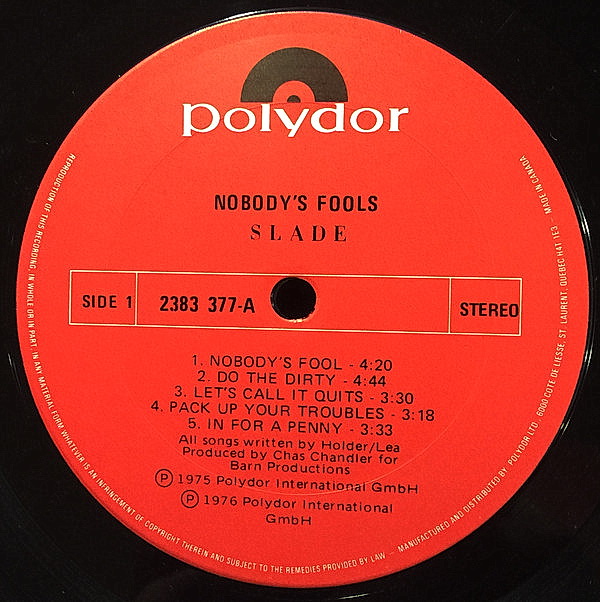 polydor
NOBODY'S FOOLS
SLADE
SIDE 1
2383 377-A
STEREO
1. NOBODY'S FOOL - 4:20
2. DO THE DIRTY - 4:44
3. LET'S CALL IT QUITS - 3:30
4. PACK UP YOUR TROUBLES - 3:18
5. IN FOR A PENNY - 3:33
All songs written by Holder/Lea
Produced by Chas Chandler for
Barn Productions
Ⓟ 1975 Polydor International GmbH
Ⓟ 1976 Polydor International
GmbH
REPRODUCTION OF THIS RECORDING, IN WHOLE OR IN PART, IN ANY MATERIAL FORM WHATEVER IS AN INFRINGEMENT OF COPYRIGHT THEREIN AND SUBJECT TO THE REMEDIES PROVIDED BY LAW — MANUFACTURED AND DISTRIBUTED BY POLYDOR LTD. 6000 COTE DE LIESSE, ST. LAURENT, QUEBEC H4T 1E3 — MADE IN CANADA